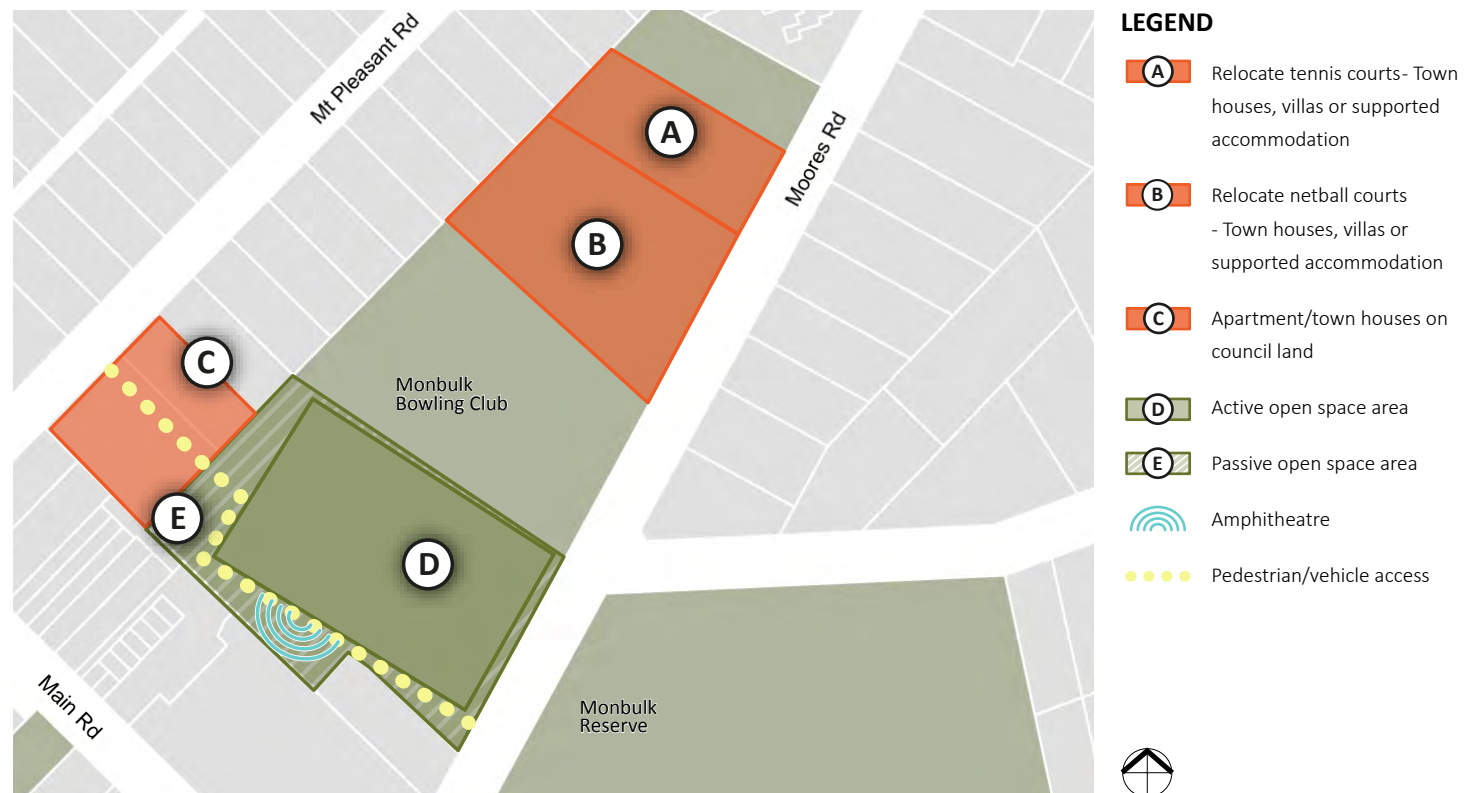 Mt Pleasant Rd
A
Moores Rd
B
C
Monbulk
Bowling Club
E
D
Main Rd
Monbulk
Reserve
LEGEND
A
Relocate tennis courts- Town
houses, villas or supported
accommodation
B
Relocate netball courts
- Town houses, villas or
supported accommodation
C
Apartment/town houses on
council land
D
Active open space area
E
Passive open space area
Amphitheatre
Pedestrian/vehicle access